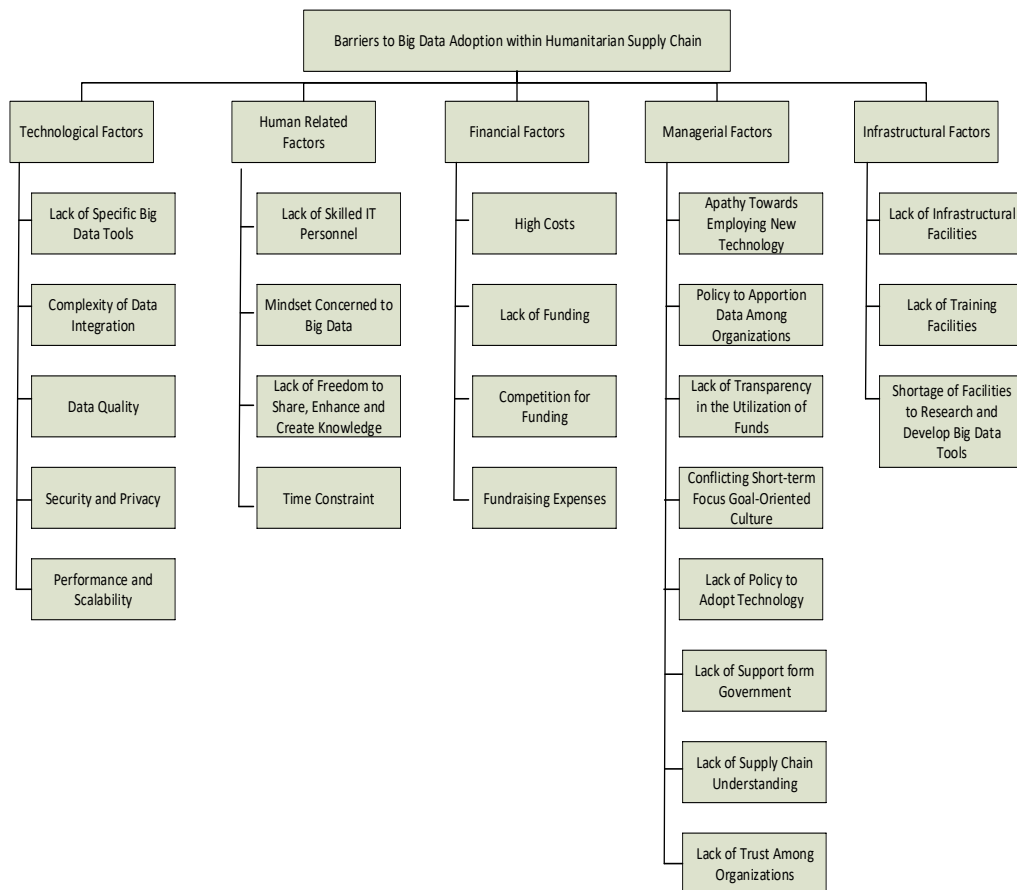 Barriers to Big Data Adoption within Humanitarian Supply Chain
Technological Factors
Lack of Specific Big
Data Tools
Complexity of Data
Integration
Data Quality
Security and Privacy
Performance and
Scalability
Human Related
Factors
Lack of Skilled IT
Personnel
Mindset Concerned to
Big Data
Lack of Freedom to
Share, Enhance and
Create Knowledge
Time Constraint
Financial Factors
High Costs
Lack of Funding
Competition for
Funding
Fundraising Expenses
Managerial Factors
Apathy Towards
Employing New
Technology
Policy to Apportion
Data Among
Organizations
Lack of Transparency
in the Utilization of
Funds
Conflicting Short-term
Focus Goal-Oriented
Culture
Lack of Policy to
Adopt Technology
Lack of Support form
Government
Lack of Supply Chain
Understanding
Lack of Trust Among
Organizations
Infrastructural Factors
Lack of Infrastructural
Facilities
Lack of Training
Facilities
Shortage of Facilities
to Research and
Develop Big Data
Tools